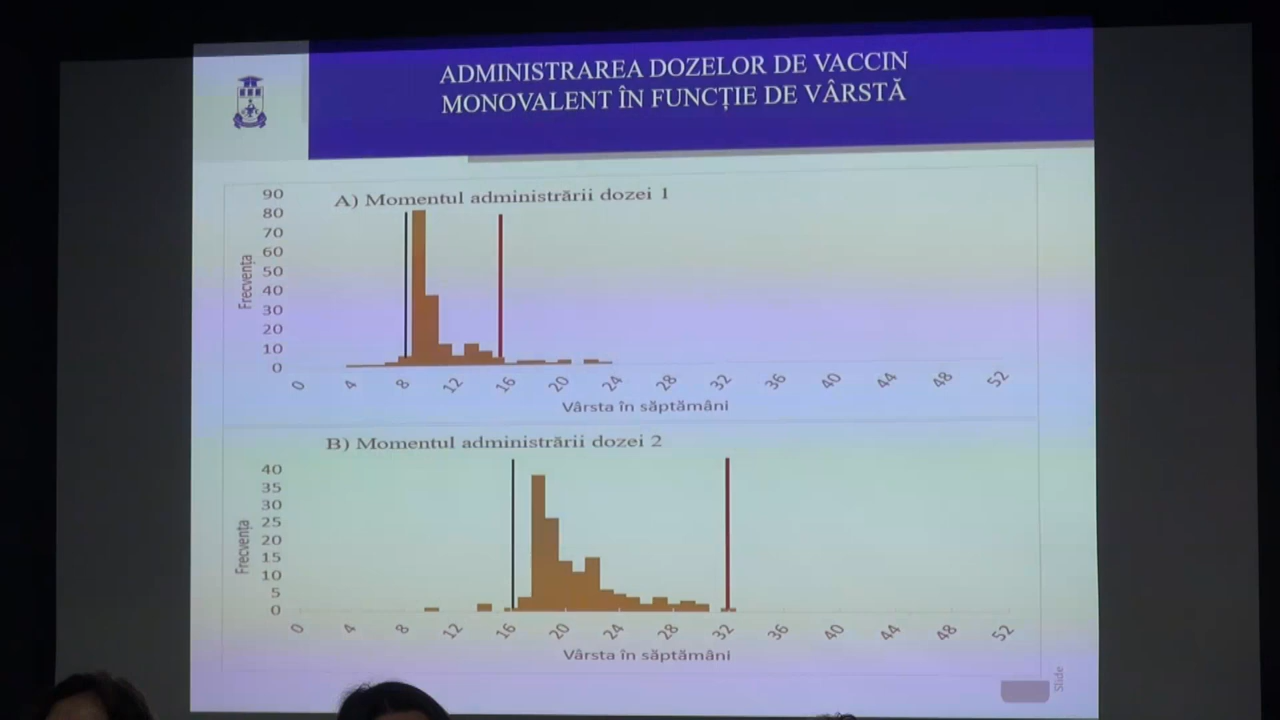 ADMINISTRAREA DOZELOR DE VACCIN
MONOVALENT ÎN FUNCȚIE DE VÂRSTĂ
A) Momentul administrării dozei 1
90
80
70
60
50
40
30
20
10
0
Frecvența
0 4 8 12 16 20 24 28 32 36 40 44 48 52
Vârsta în săptămâni
B) Momentul administrării dozei 2
40
35
30
25
20
15
10
5
0
Frecvența
0 4 8 12 16 20 24 28 32 36 40 44 48 52
Vârsta în săptămâni
Slide